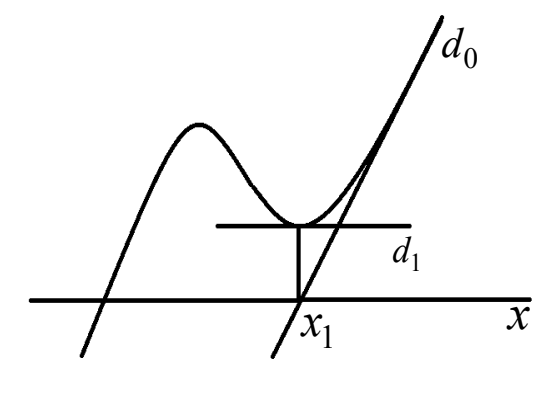 d₀
d₁
x₁
x